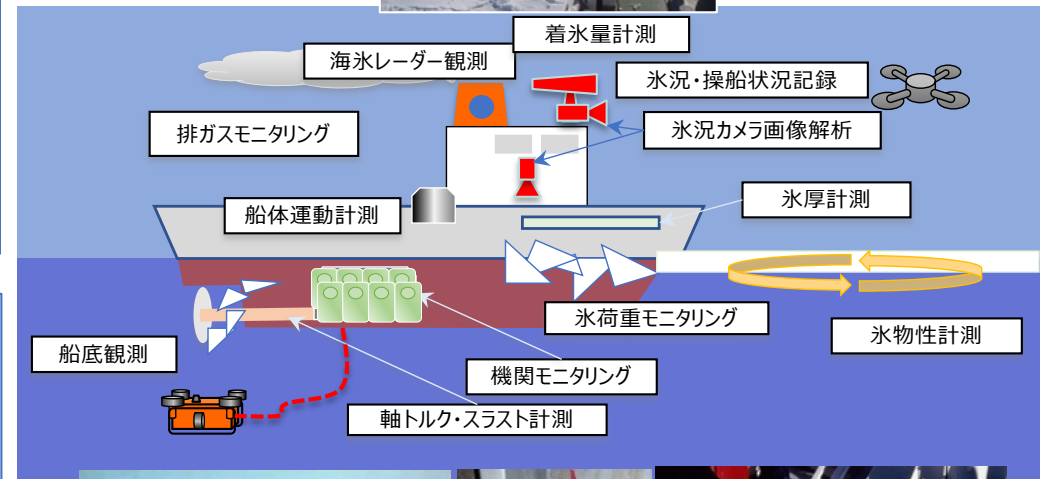 着氷量計測
海氷レーダー観測
氷況・操船状況記録
排ガスモニタリング
氷況カメラ画像解析
氷厚計測
船体運動計測
氷荷重モニタリング
氷物性計測
船底観測
機関モニタリング
軸トルク・スラスト計測